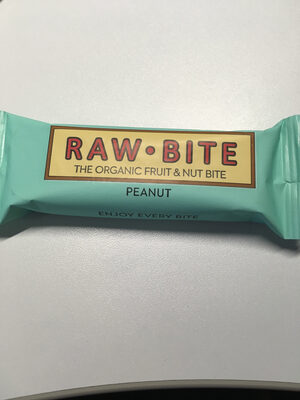 RAW•BITE
THE ORGANIC FRUIT & NUT BITE
PEANUT
ENJOY EVERY BITE